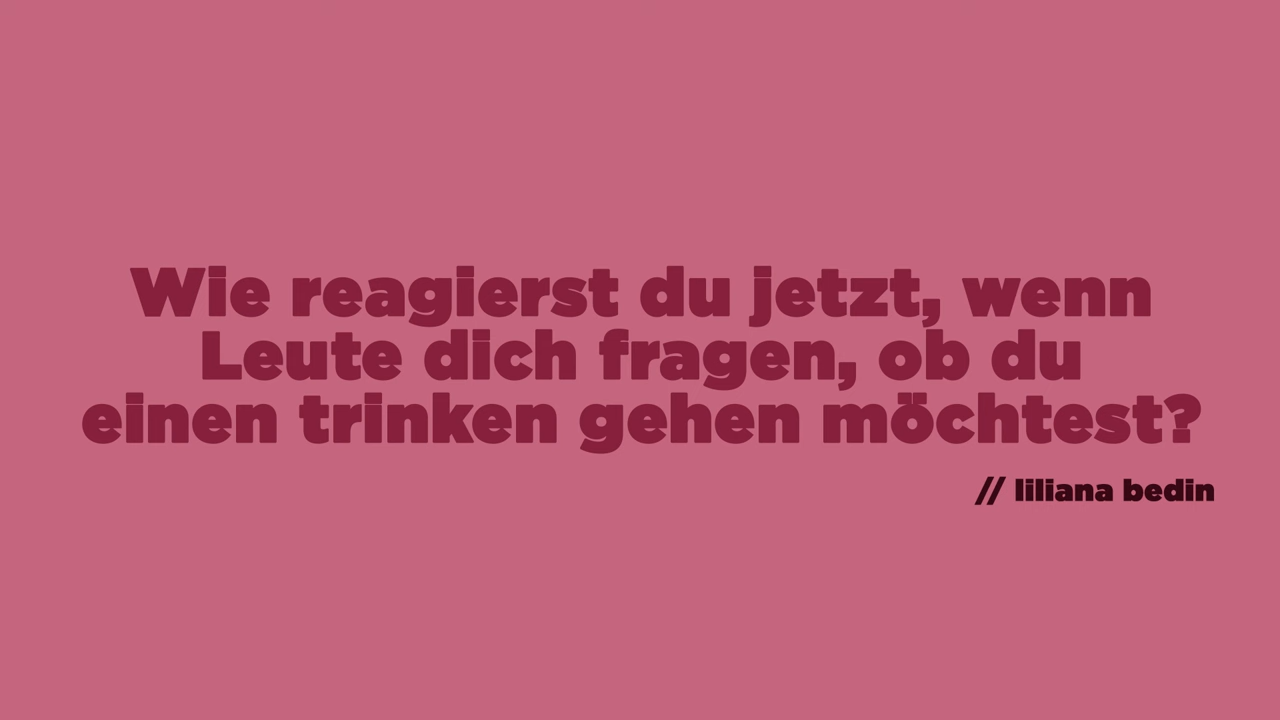 Wie reagierst du jetzt, wenn
Leute dich fragen, ob du
einen trinken gehen möchtest?
// liliana bedin